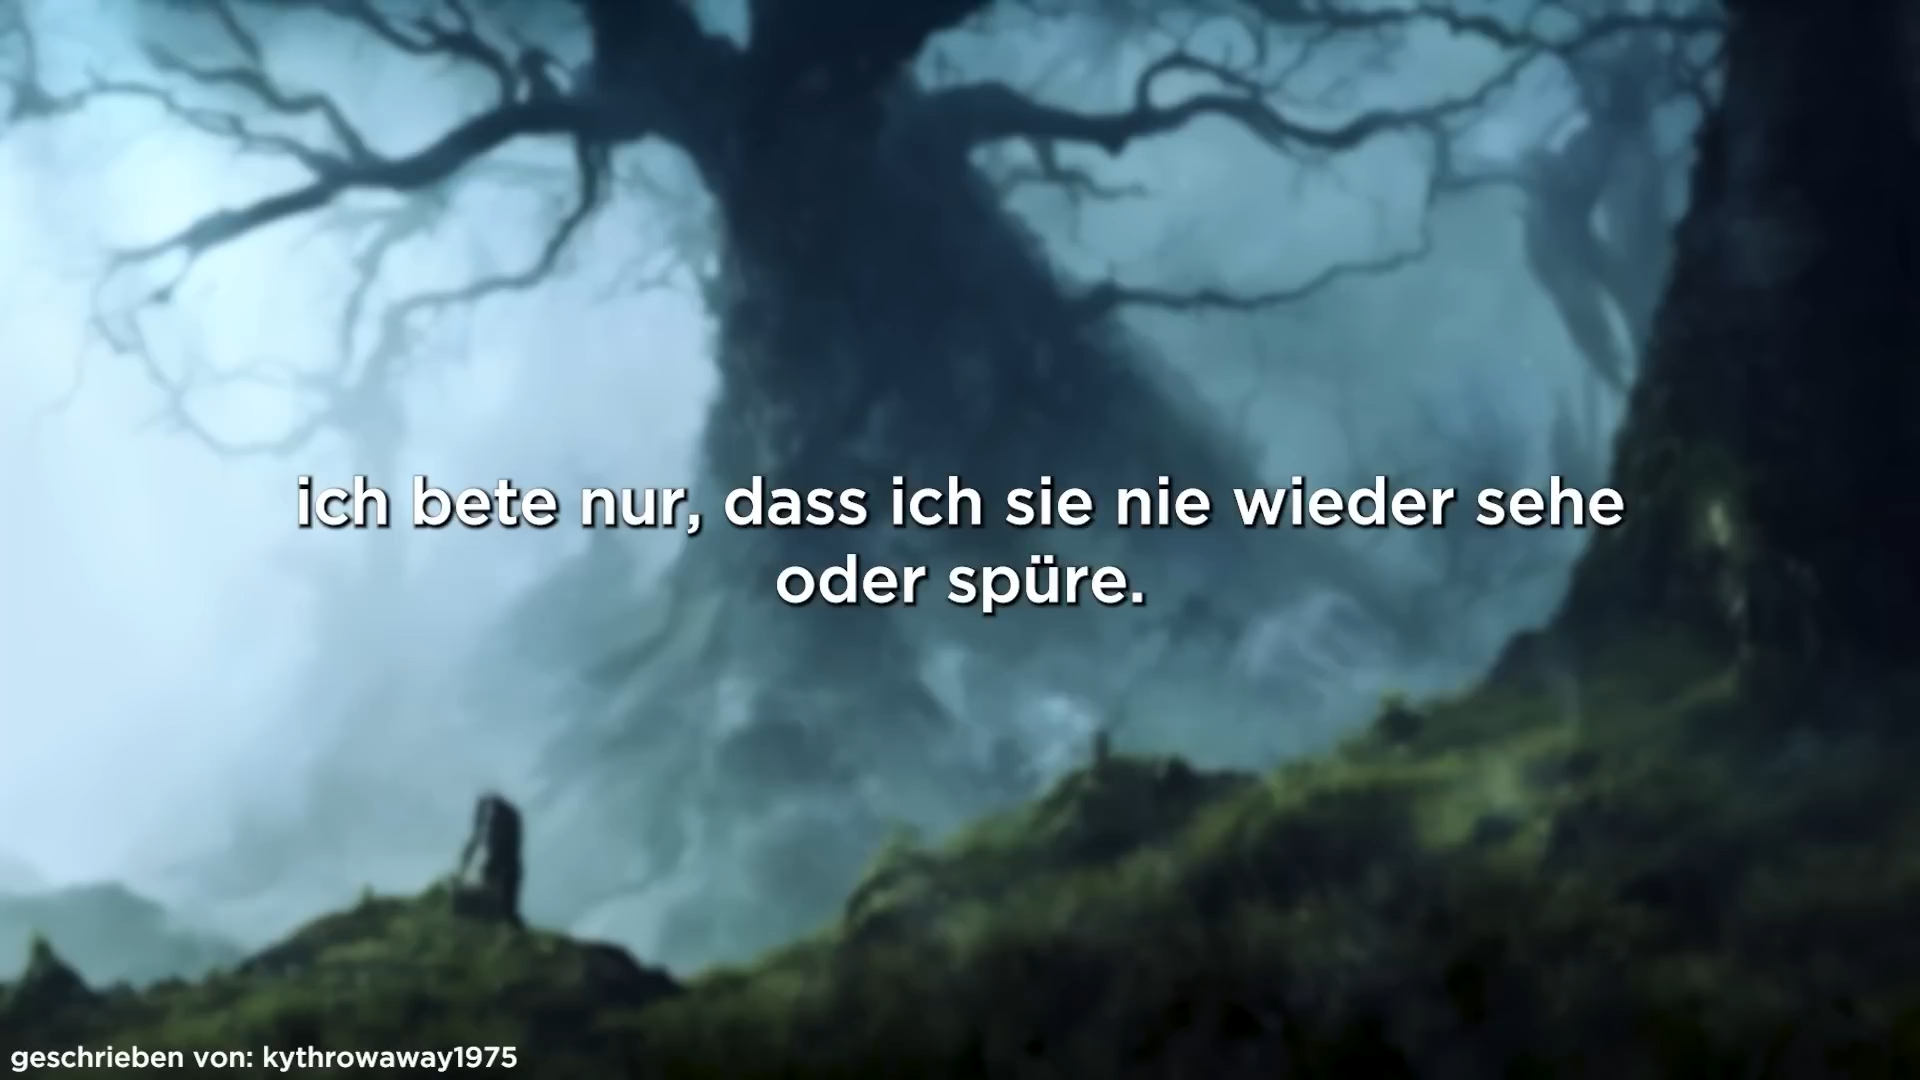 ich bete nur, dass ich sie nie wieder sehe
oder spüre.
geschrieben von: kythrowaway1975